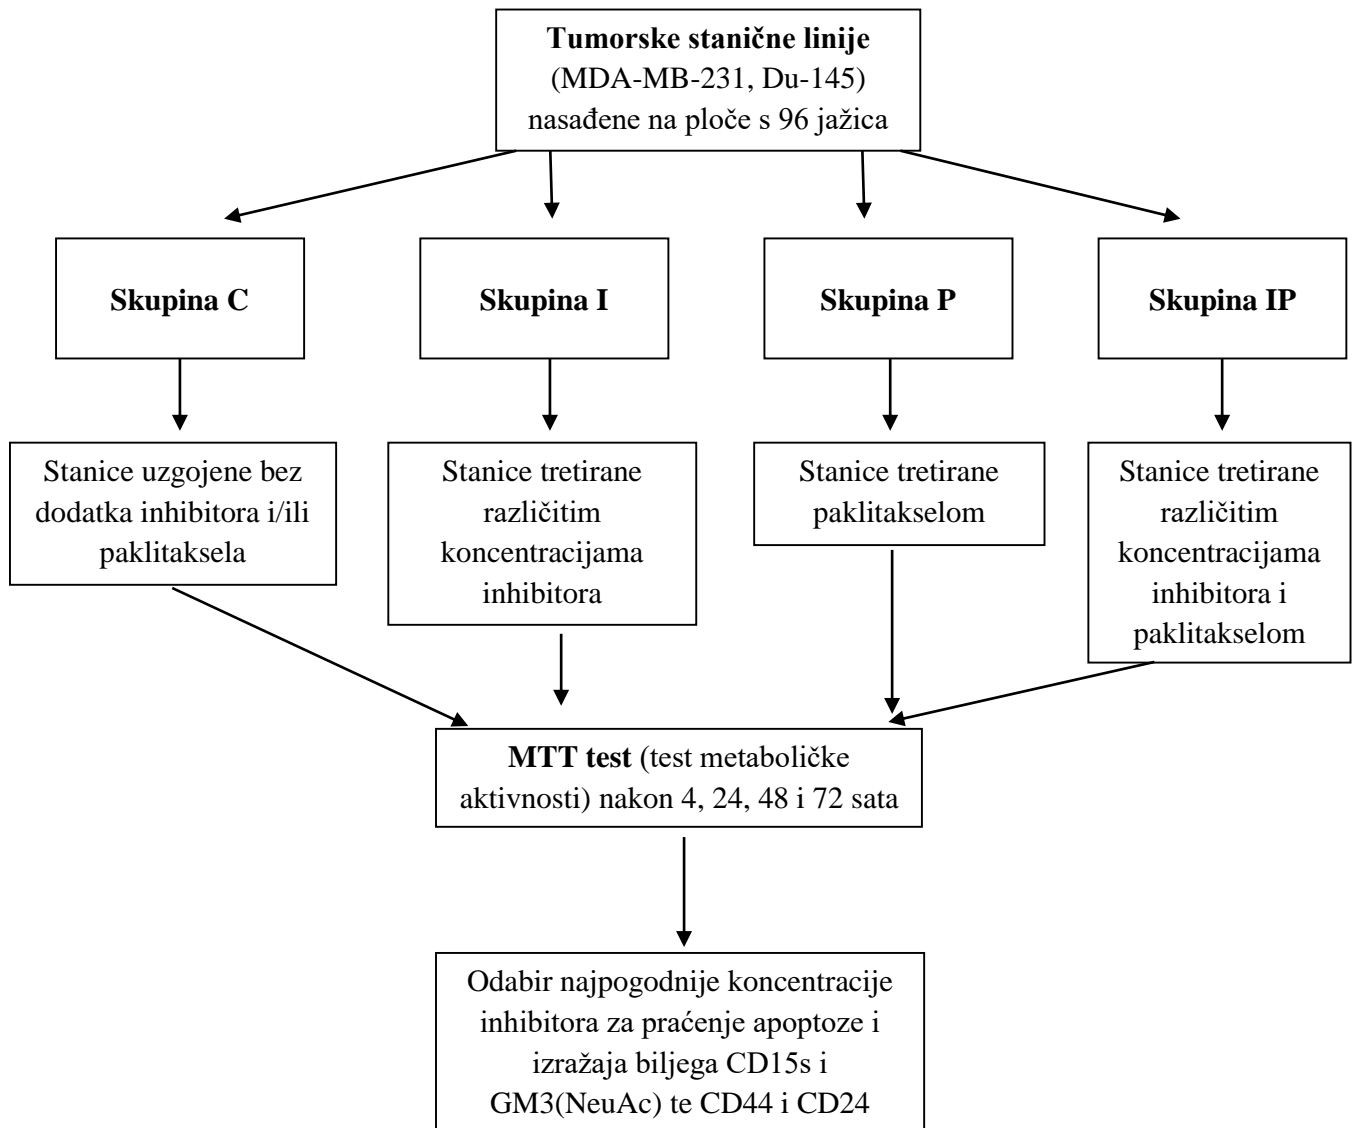 Tumorske stanične linije
(MDA-MB-231, Du-145)
nasađene na ploče s 96 jažica
Skupina C
Skupina I
Skupina P
Skupina IP
Stanice uzgojene bez
dodatka inhibitora i/ili
paklitaksela
Stanice tretirane
različitim
koncentracijama
inhibitora
Stanice tretirane
paklitakselom
Stanice tretirane
različitim
koncentracijama
inhibitora i
paklitakselom
MTT test (test metaboličke
aktivnosti) nakon 4, 24, 48 i 72 sata
Odabir najpogodnije koncentracije
inhibitora za praćenje apoptoze i
izražaja biljega CD15s i
GM3(NeuAc) te CD44 i CD24